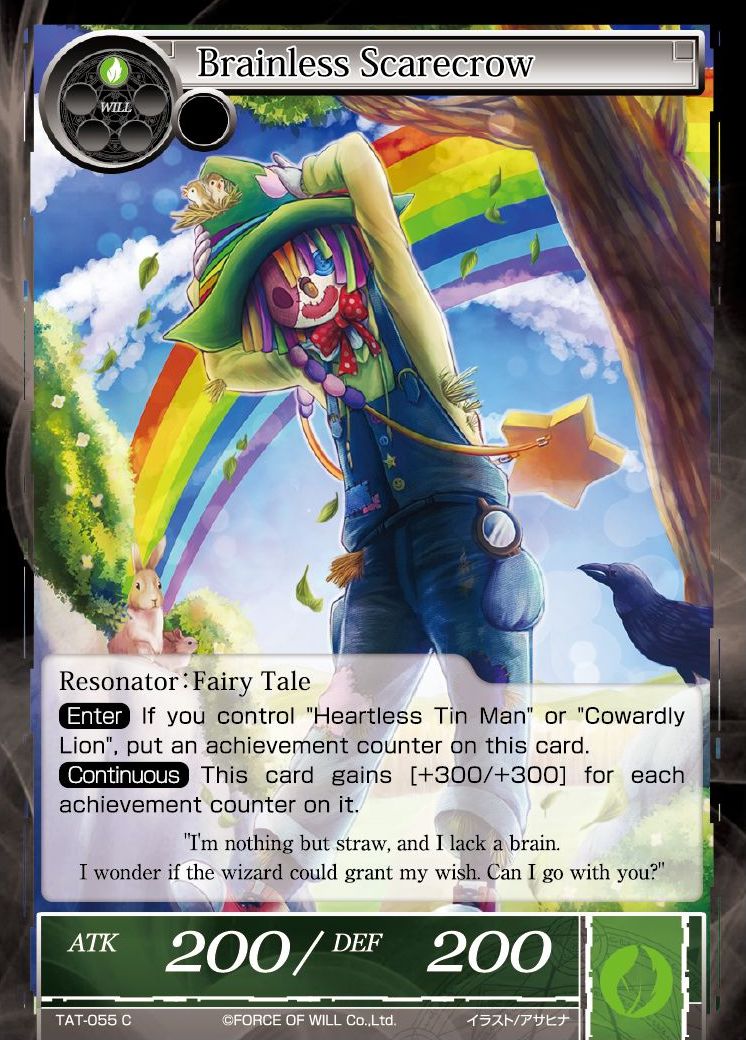 Brainless Scarecrow
WILL
Resonator:Fairy Tale
Enter If you control "Heartless Tin Man" or "Cowardly
Lion", put an achievement counter on this card.
Continuous This card gains [+300/+300] for each
achievement counter on it.
"I'm nothing but straw, and I lack a brain.
I wonder if the wizard could grant my wish. Can I go with you?"
ATK 200/ DEF 200
TAT-055 C ©FORCE OF WILL Co.,Ltd. イラスト/アサヒナ